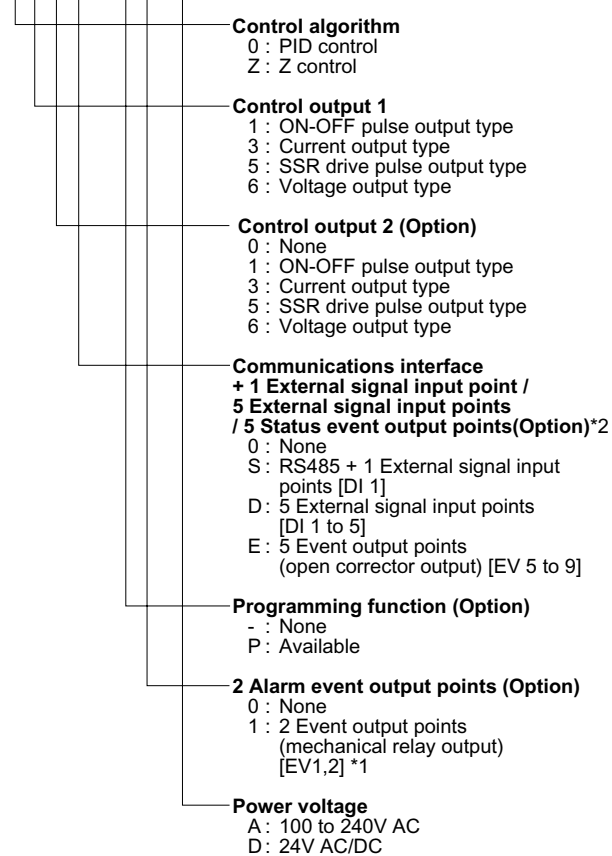 Control algorithm
0 : PID control
Z : Z control
Control output 1
1 : ON-OFF pulse output type
3 : Current output type
5 : SSR drive pulse output type
6 : Voltage output type
Control output 2 (Option)
0 : None
1 : ON-OFF pulse output type
3 : Current output type
5 : SSR drive pulse output type
6 : Voltage output type
Communications interface
+ 1 External signal input point /
5 External signal input points
/ 5 Status event output points(Option)*2
0 : None
S : RS485 + 1 External signal input
points [DI 1]
D : 5 External signal input points
[DI 1 to 5]
E : 5 Event output points
(open corrector output) [EV 5 to 9]
Programming function (Option)
- : None
P : Available
2 Alarm event output points (Option)
0 : None
1 : 2 Event output points
(mechanical relay output)
[EV1,2] *1
Power voltage
A : 100 to 240V AC
D : 24V AC/DC